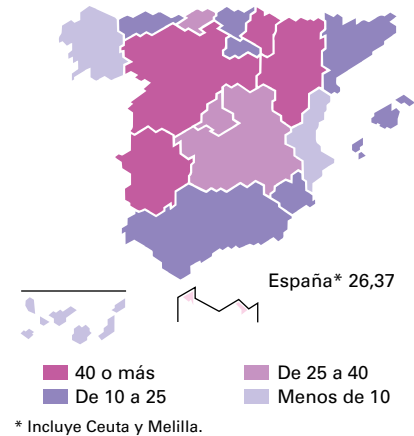 España* 26,37
40 o más
De 25 a 40
De 10 a 25
Menos de 10
* Incluye Ceuta y Melilla.